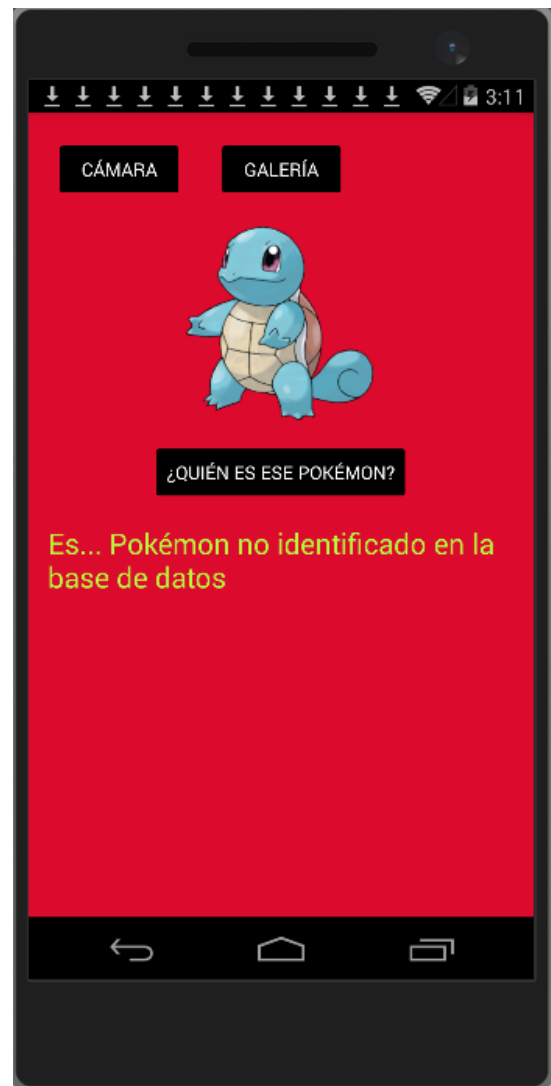 3:11
CÁMARA
GALERÍA
¿QUIÉN ES ESE POKÉMON?
Es... Pokémon no identificado en la
base de datos